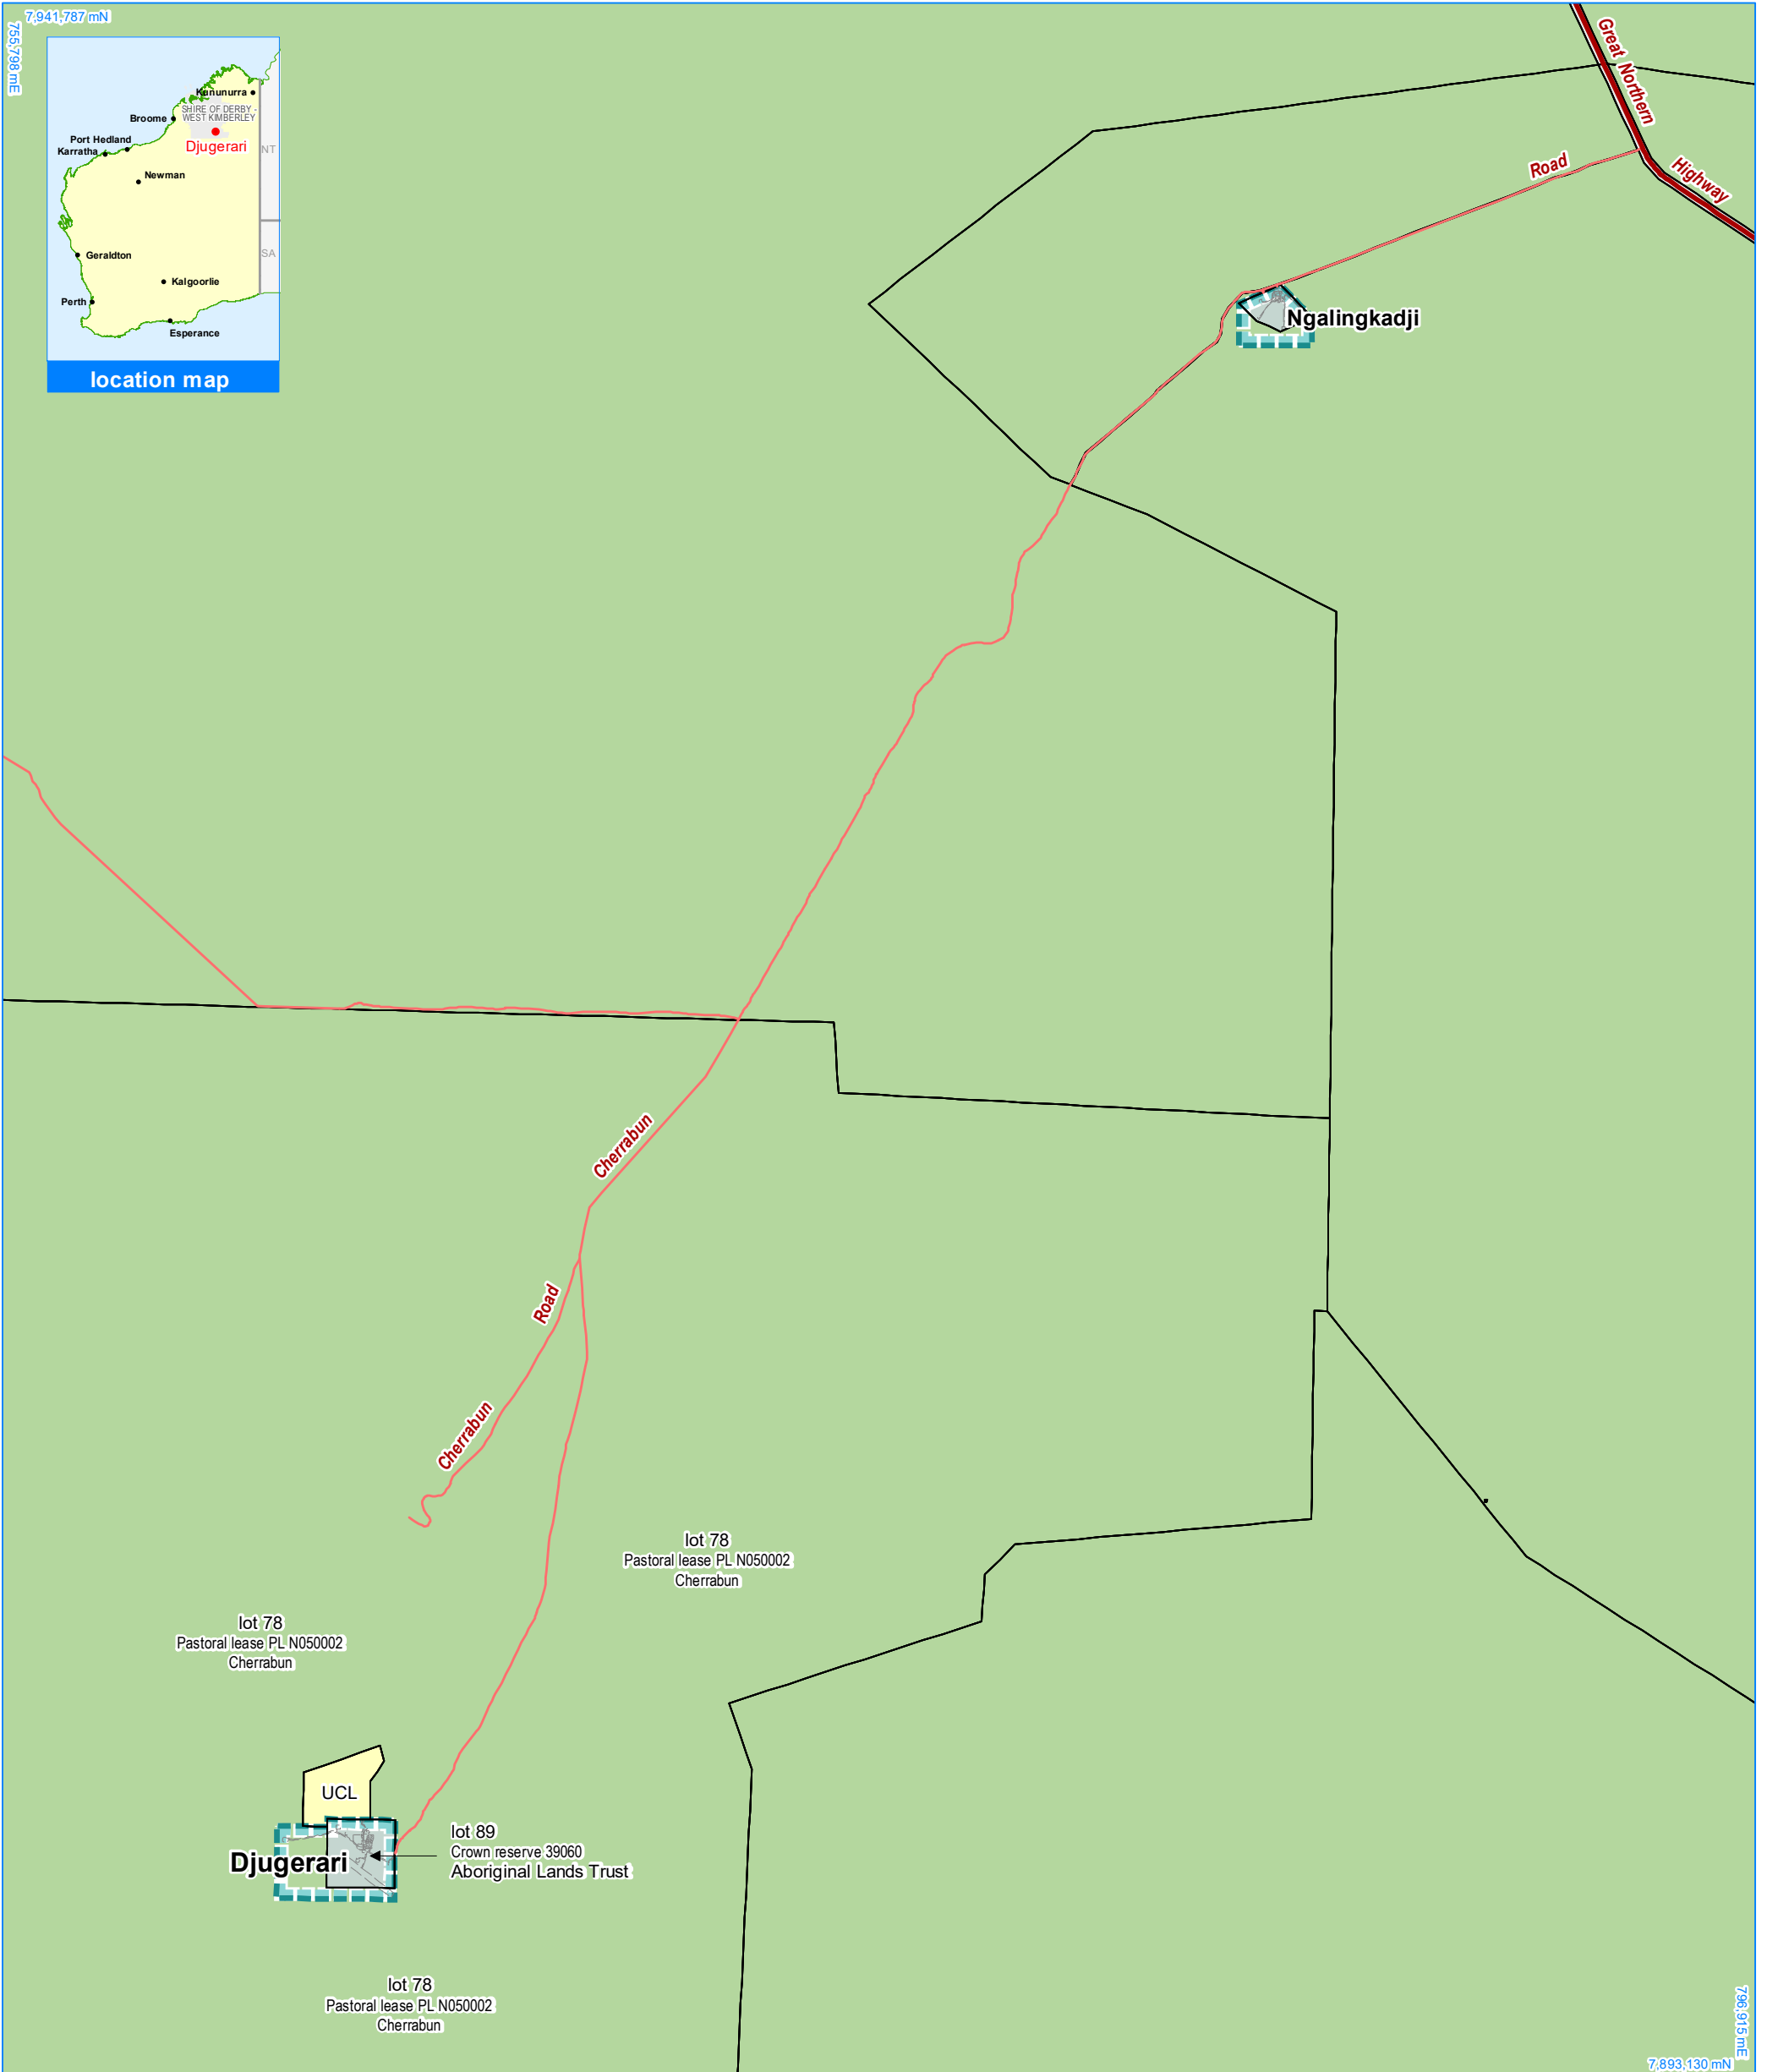 7,941,787 mN
755,798 mE
Kununurra
SHIRE OF DERBY -
WEST KIMBERLEY
Broome
Djugerari
Port Hedland
Karratha
NT
Newman
SA
Geraldton
Kalgoorlie
Perth
Esperance
location map
Great Northern
Highway
Road
Ngalingkadji
Cherrabun
Road
Cherrabun
lot 78
Pastoral lease PL N050002
Cherrabun
lot 78
Pastoral lease PL N050002
Cherrabun
UCL
Djugerari
lot 89
Crown reserve 39060
Aboriginal Lands Trust
lot 78
Pastoral lease PL N050002
Cherrabun
796,915 mE
7,893,130 mN